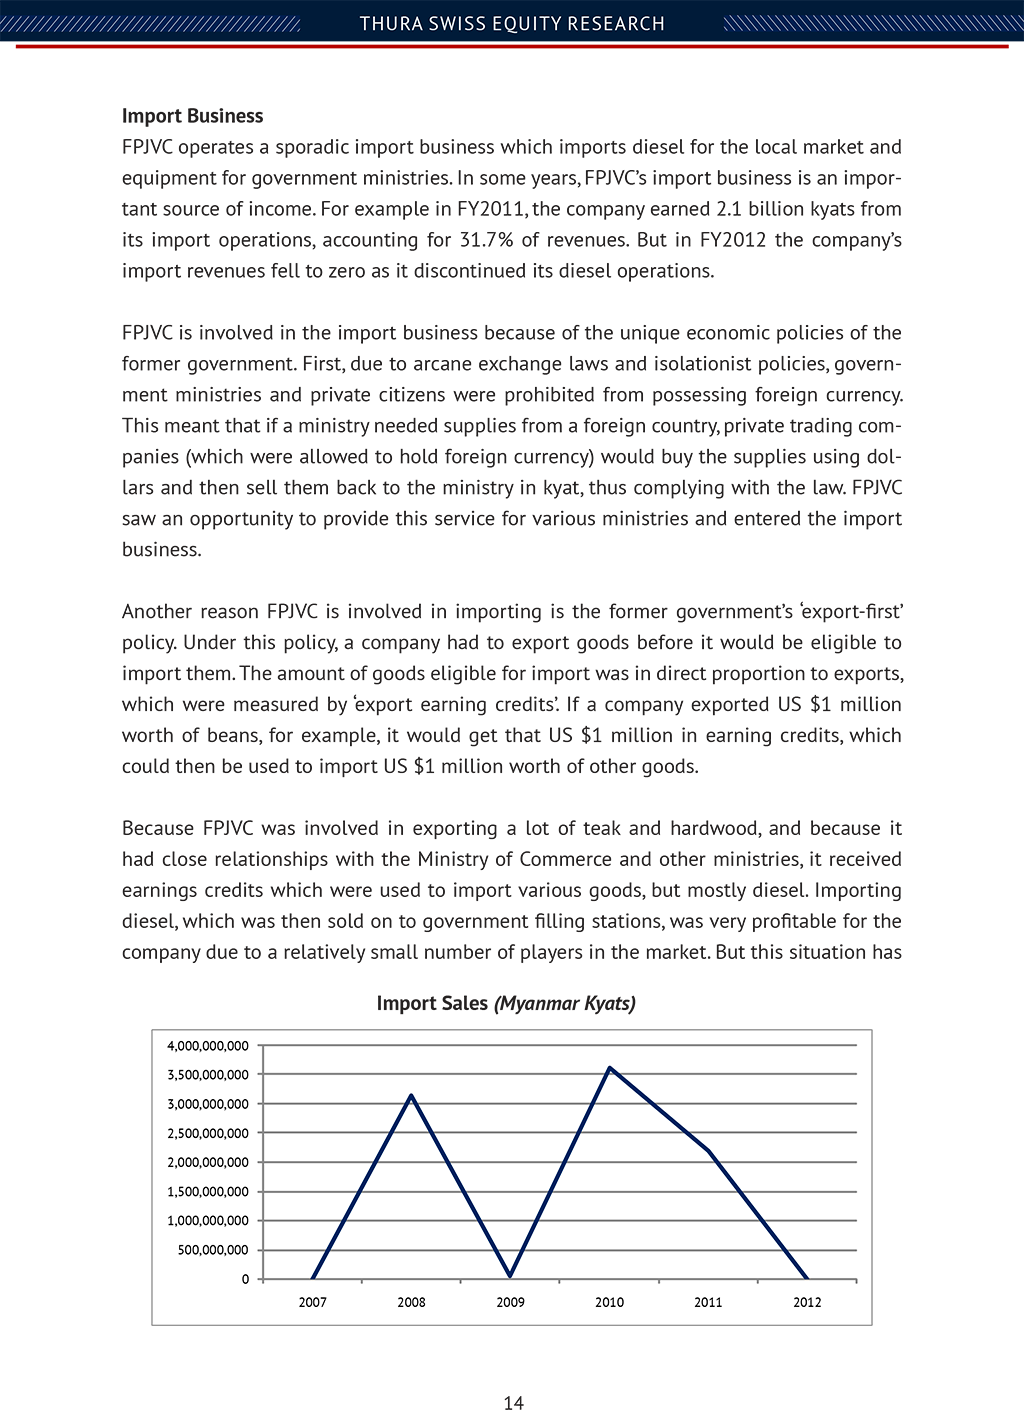 THURA SWISS EQUITY RESEARCH
Import Business
FPJVC operates a sporadic import business which imports diesel for the local market and
equipment for government ministries. In some years, FPJVC’s import business is an impor-
tant source of income. For example in FY2011, the company earned 2.1 billion kyats from
its import operations, accounting for 31.7% of revenues. But in FY2012 the company’s
import revenues fell to zero as it discontinued its diesel operations.
FPJVC is involved in the import business because of the unique economic policies of the
former government. First, due to arcane exchange laws and isolationist policies, govern-
ment ministries and private citizens were prohibited from possessing foreign currency.
This meant that if a ministry needed supplies from a foreign country, private trading com-
panies (which were allowed to hold foreign currency) would buy the supplies using dol-
lars and then sell them back to the ministry in kyat, thus complying with the law. FPJVC
saw an opportunity to provide this service for various ministries and entered the import
business.
Another reason FPJVC is involved in importing is the former government’s ‘export-first’
policy. Under this policy, a company had to export goods before it would be eligible to
import them. The amount of goods eligible for import was in direct proportion to exports,
which were measured by ‘export earning credits’. If a company exported US $1 million
worth of beans, for example, it would get that US $1 million in earning credits, which
could then be used to import US $1 million worth of other goods.
Because FPJVC was involved in exporting a lot of teak and hardwood, and because it
had close relationships with the Ministry of Commerce and other ministries, it received
earnings credits which were used to import various goods, but mostly diesel. Importing
diesel, which was then sold on to government filling stations, was very profitable for the
company due to a relatively small number of players in the market. But this situation has
Import Sales (Myanmar Kyats)
4,000,000,000
3,500,000,000
3,000,000,000
2,500,000,000
2,000,000,000
1,500,000,000
1,000,000,000
500,000,000
0
2007 2008 2009 2010 2011 2012
14